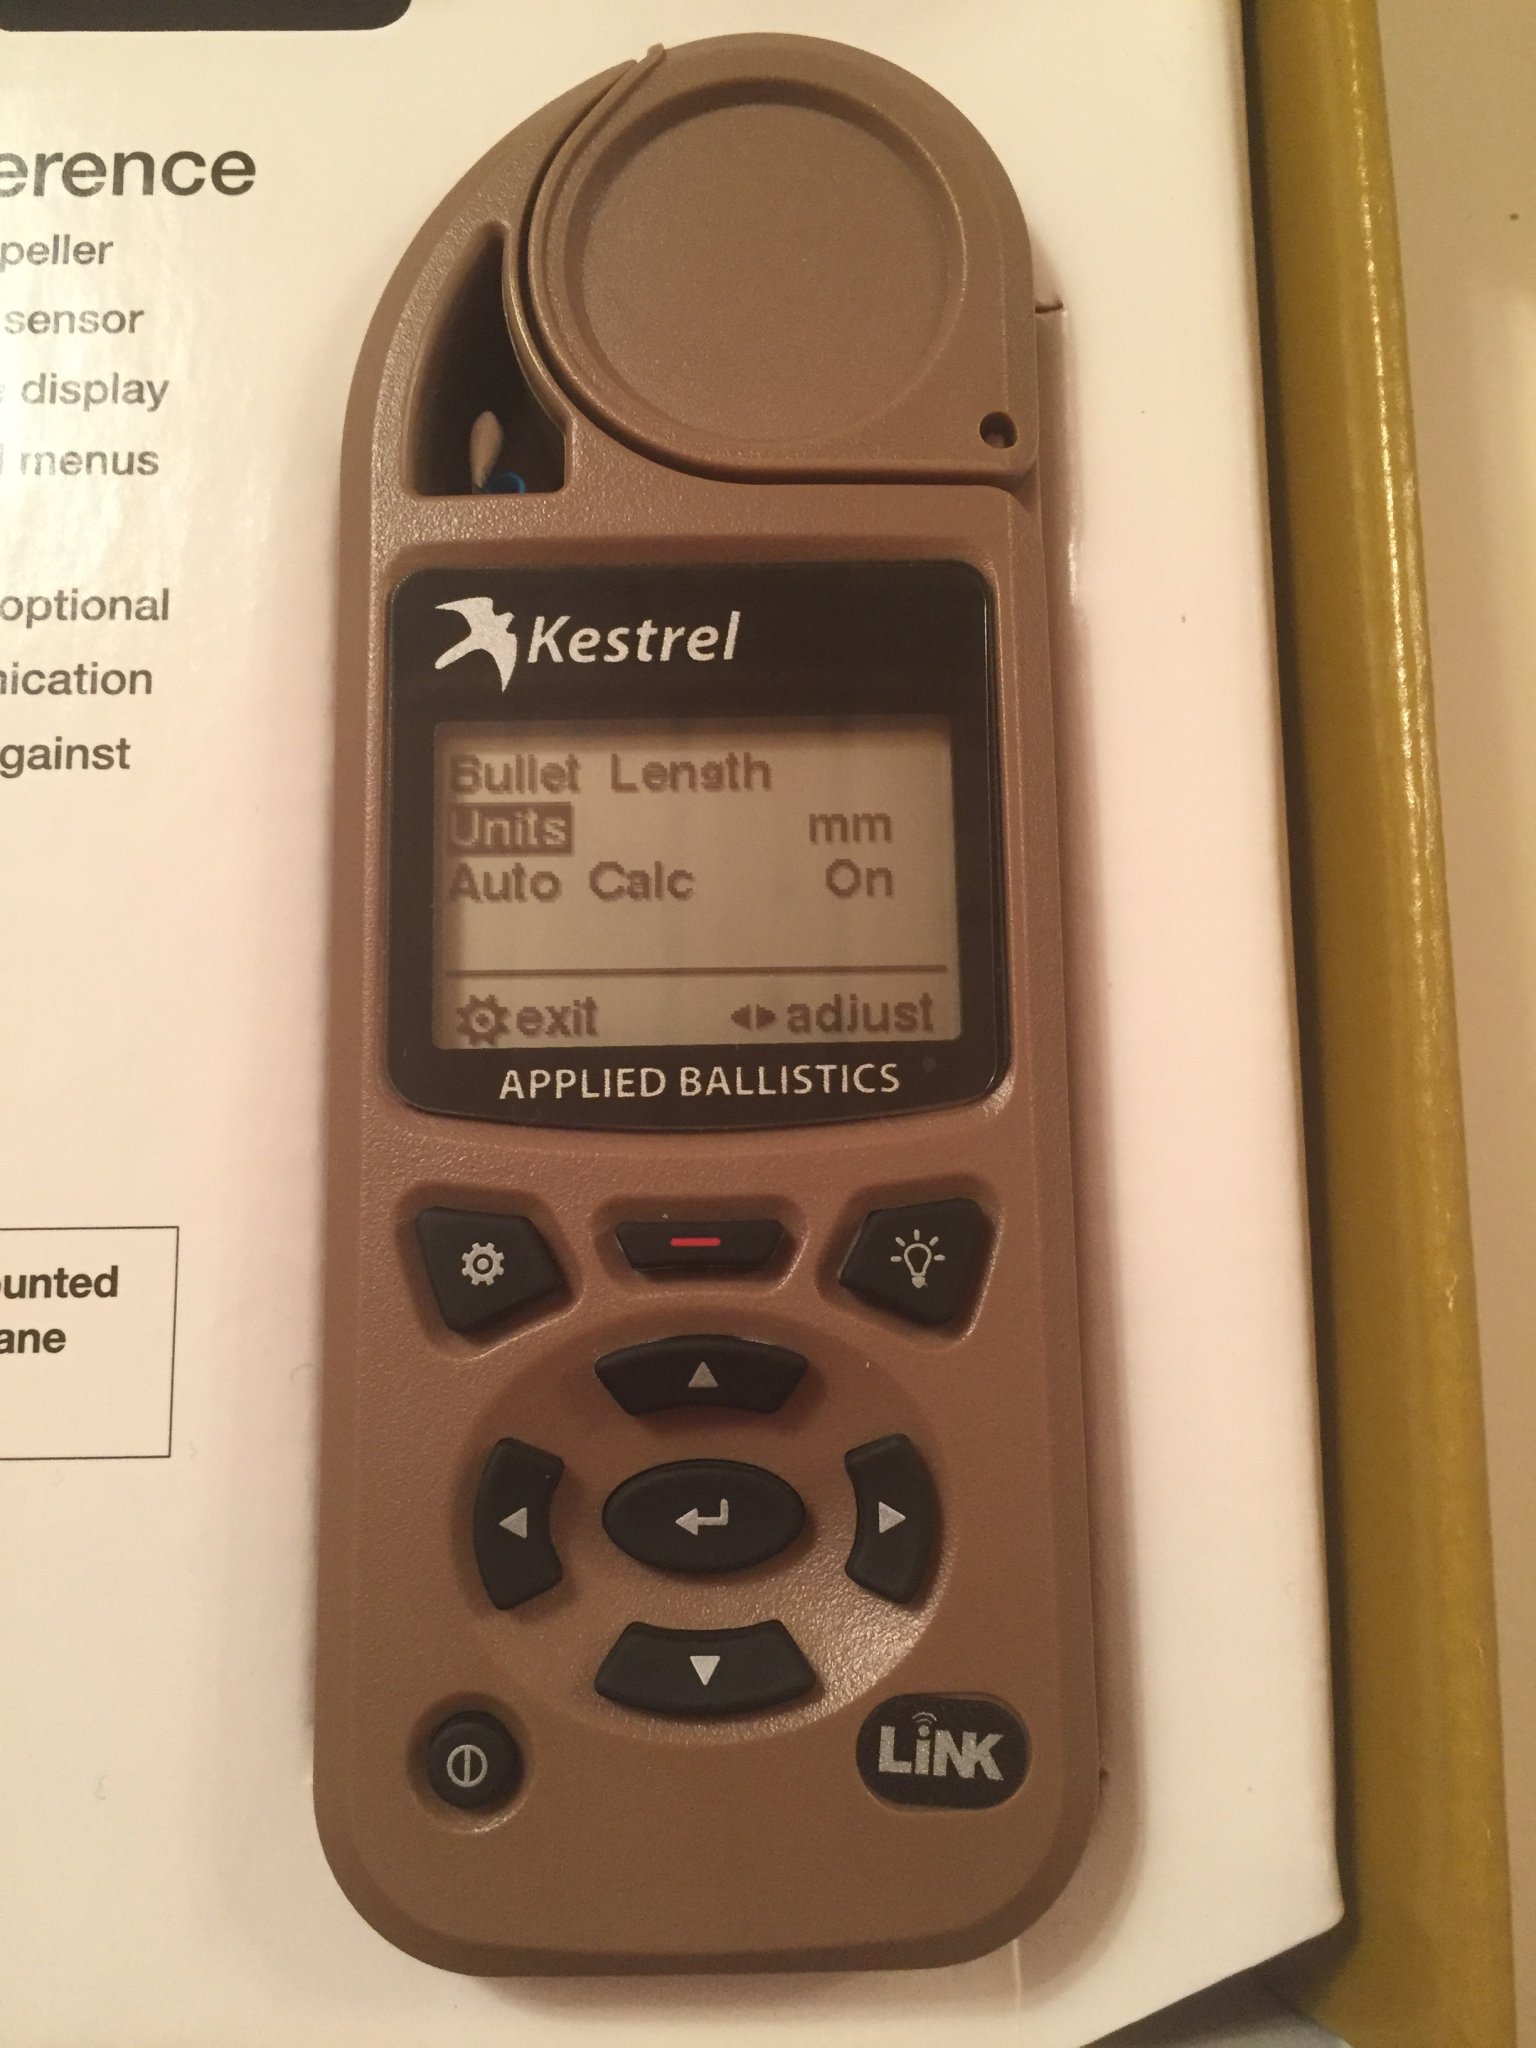 erence
peller
sensor
display
menus
optional
ication
gainst
unted
ane
Kestrel
Bullet Length
Units mm
Auto Calc On
exit adjust
APPLIED BALLISTICS
LiNK